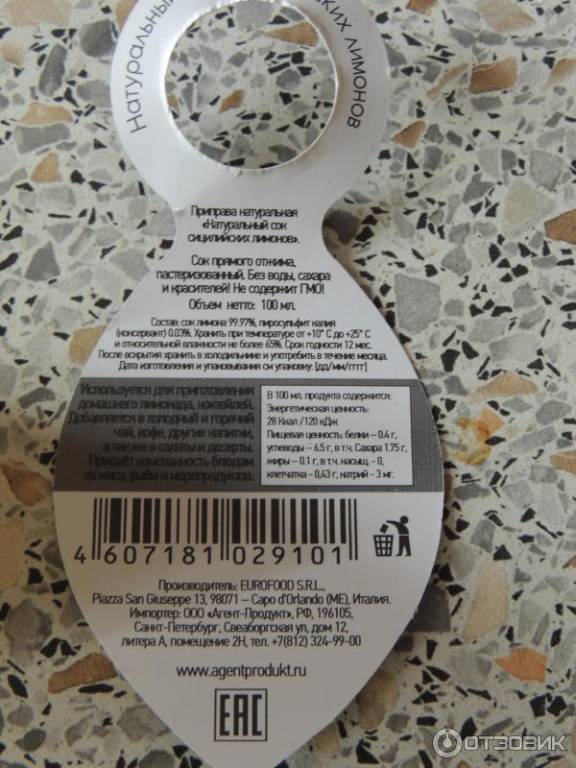 Натуральный
ских лимонов
Приправа натуральная
«Натуральный сок
сицилийских лимонов».
Сок прямого отжима,
пастеризованный. Без воды, сахара
и красителей! Не содержит ГМО!
Объем нетто: 100 мл.
Состав: сок лимона 99.97%, пиросульфит калия
(консервант) 0.03%. Хранить при температуре от +10° С до +25° С
и относительной влажности не более 65%. Срок годности 12 мес.
После вскрытия хранить в холодильнике и употребить в течение месяца.
Дата изготовления и упаковывания см упаковку: (дд/мм/гггг)
Используется для приготовления
домашнего лимонада, коктейлей.
Добавляется в холодный и горячий
чай, кофе, другие напитки,
в так же в салаты и десерты.
Придаёт изысканность блюдам
из мяса, рыбы и морепродуктов.
В 100 мл. продукта содержится:
Энергетическая ценность:
28 Ккал /120 кДж
Пищевая ценность: белки – 0.4 г,
углеводы – 6.5 г, в т.ч. Сахара 1.75 г,
жиры – 0.1 г, в т.ч. насыщ. – 0,
клетчатка - 0,43 г, натрий - 3 мг.
4 607181 029101
Производитель: EUROFOOD S.R.L.,
Piazza San Giuseppe 13, 98071 – Capo d'Orlando (ME), Италия.
Импортер: ООО «Агент-Продукт», РФ, 196105,
Санкт-Петербург, Свеаборгская ул, дом 12,
литера А, помещение 2Н, тел. +7(812) 324-99-00
www.agentprodukt.ru
EAC
ОТЗОВИК